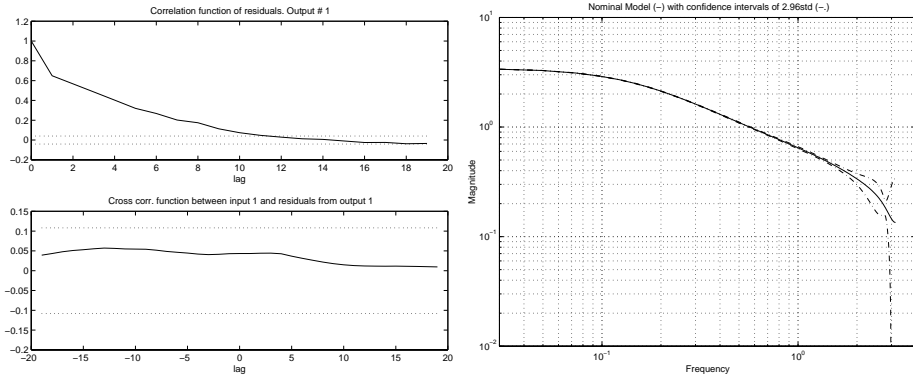 Correlation function of residuals. Output # 1
1.2
1
0.8
0.6
0.4
0.2
0
−0.2
0 2 4 6 8 10 12 14 16 18 20
lag
Cross corr. function between input 1 and residuals from output 1
0.15
0.1
0.05
0
−0.05
−0.1
−0.15
−0.2
−20 −15 −10 −5 0 5 10 15 20
lag
Nominal Model (−) with confidence intervals of 2.96std (−.)
10^1
10^0
10^−1
10^−2
Magnitude
10^−1 10^0
Frequency